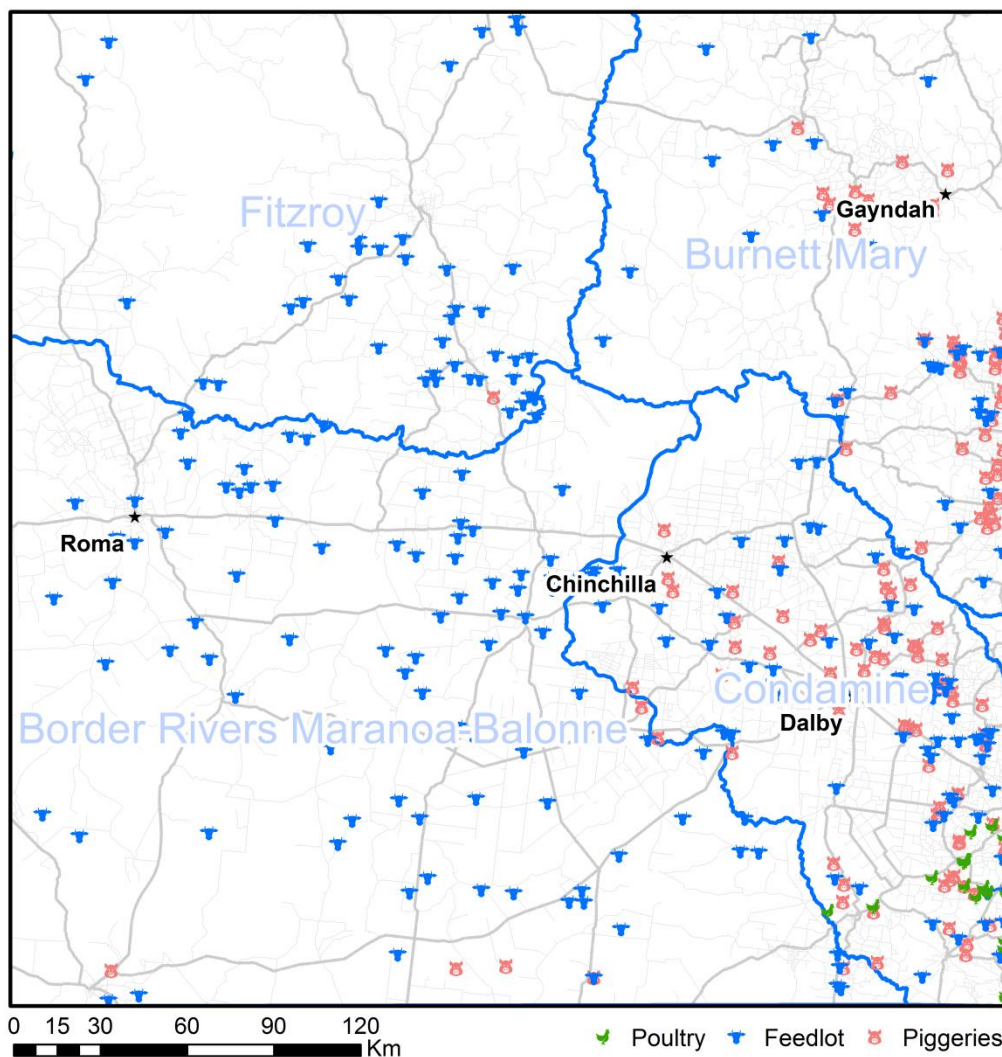 Fitzroy
Gayndah
Burnett Mary
Roma
Chinchilla
Condamine
Dalby
Border Rivers Maranoa-Balonne
0 15 30 60 90 120
Km
Poultry Feedlot Piggeries